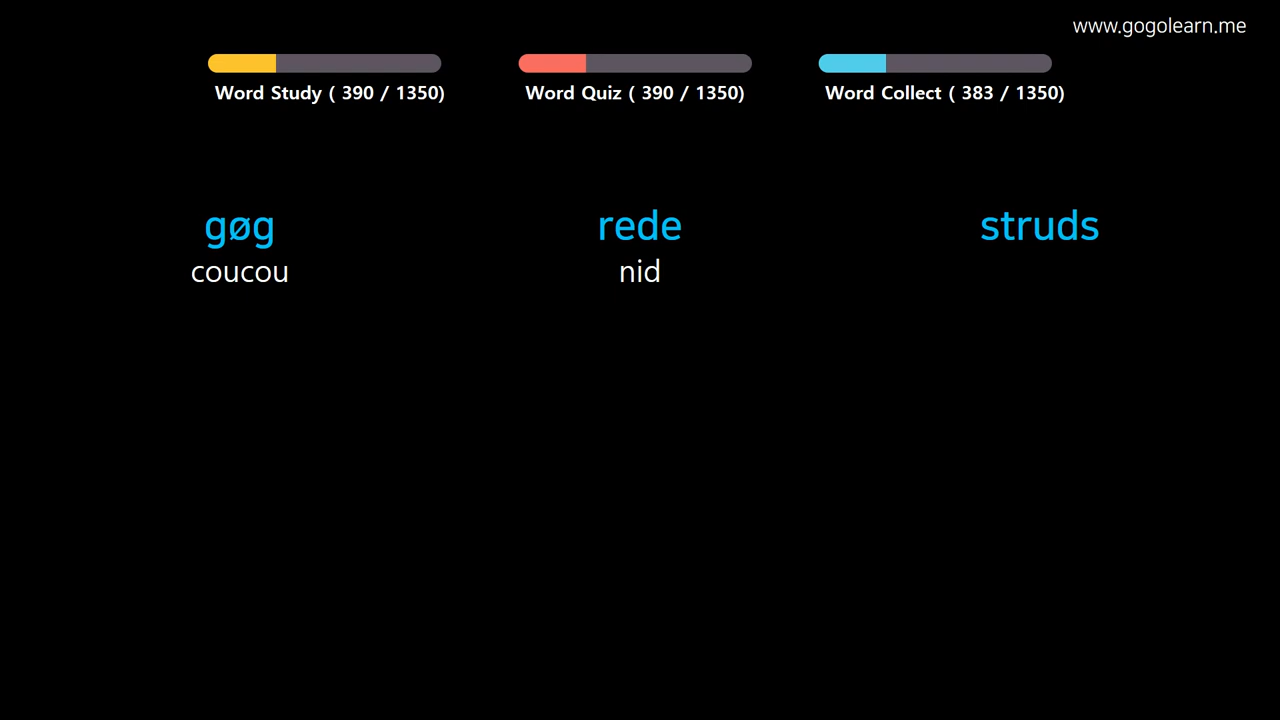 www.gogolearn.me
Word Study ( 390 / 1350)
Word Quiz ( 390 / 1350)
Word Collect ( 383 / 1350)
gøg
rede
struds
coucou
nid